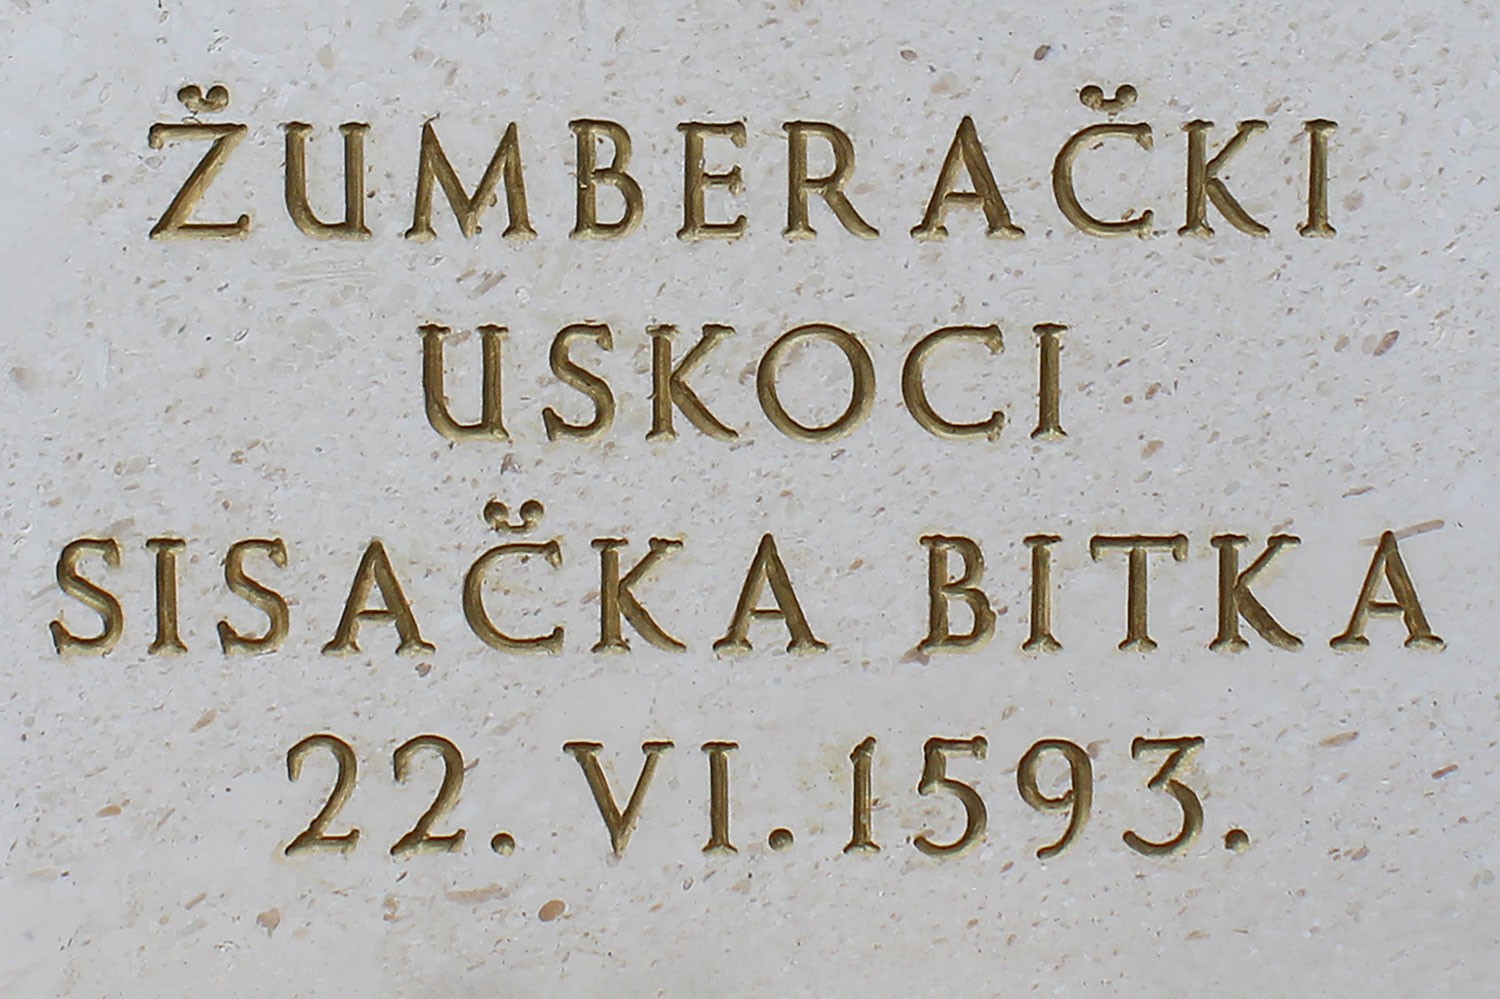 ŽUMBERAČKI
USKOCI
SISAČKA BITKA
22. VI. 1593.